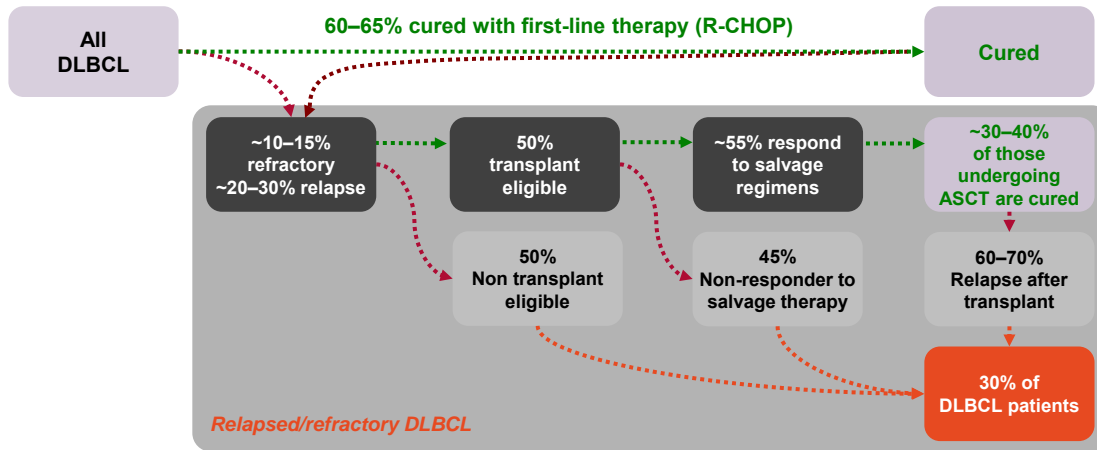 All
DLBCL
60–65% cured with first-line therapy (R-CHOP)
Cured
~10–15%
refractory
~20–30% relapse
50%
transplant
eligible
~55% respond
to salvage
regimens
~30–40%
of those
undergoing
ASCT are cured
50%
Non transplant
eligible
45%
Non-responder to
salvage therapy
60–70%
Relapse after
transplant
30% of
DLBCL patients
Relapsed/refractory DLBCL